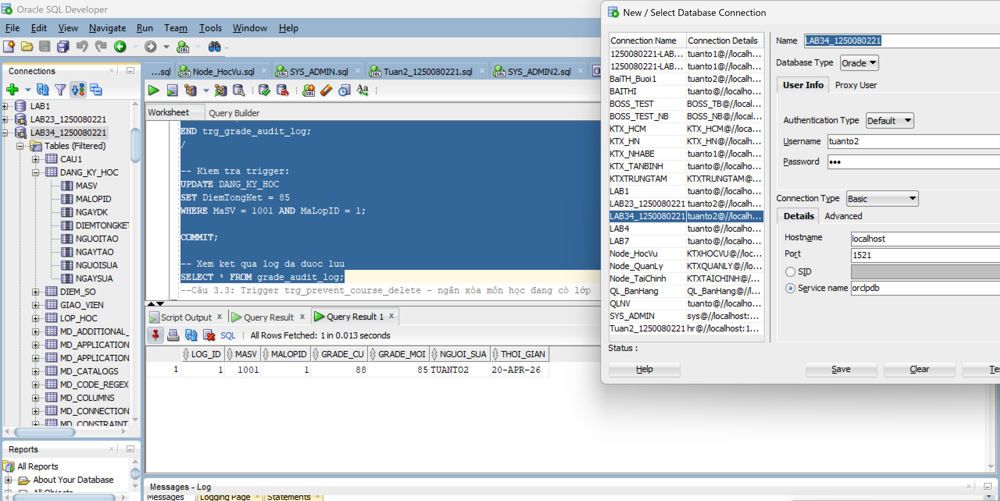 Oracle SQL Developer
File Edit View Navigate Run Team Tools Window Help
Connections
LAB1
LAB23_1250080221
LAB34_1250080221
Tables (Filtered)
CAU1
DANG_KY_HOC
MASV
MALOPID
NGAYDK
DIEMTONGKET
NGUOITAO
NGAYTAO
NGUOISUA
NGAYSUA
DIEM_SO
GIAO_VIEN
LOP_HOC
MD_ADDITIONAL_
MD_APPLICATION
MD_APPLICATION
MD_CATALOGS
MD_CODE_REGEX
MD_COLUMNS
MD_CONNECTION
MD_CONSTRAINT
Reports
All Reports
About Your Database
All Objects
...sql Node_HocVu.sql SYS_ADMIN.sql Tuan2_1250080221.sql SYS_ADMIN2.sql
Worksheet Query Builder
END trg_grade_audit_log;
/
-- Kiem tra trigger:
UPDATE DANG_KY_HOC
SET DiemTongKet = 85
WHERE MaSV = 1001 AND MaLopID = 1;
COMMIT;
-- Xem ket qua log da duoc luu
SELECT * FROM grade_audit_log;
--Câu 3.3: Trigger trg_prevent_course_delete - ngăn xóa môn học đang có lớp
Script Output Query Result Query Result 1
SQL All Rows Fetched: 1 in 0.013 seconds
LOG_ID MASV MALOPID GRADE_CU GRADE_MOI NGUOI_SUA THOI_GIAN
1 1 1001 1 88 85 TUANTO2 20-APR-26
Messages - Log
Messages Logging Page Statements
New / Select Database Connection
Connection Name Connection Details
1250080221-LAB... tuanto1@//localh...
1250080221-LAB... tuanto1@//localh...
BaiTH_Buoi1 tuanto2@//localh...
BAITHI tuanto@//localho...
BOSS_TEST BOSS_TB@//local...
BOSS_TEST_NB BOSS_NB@//local...
KTX_HCM KTX_HCM@//loca...
KTX_HN KTX_HN@//localh...
KTX_NHABE tuanto1@//localh...
KTX_TANBINH tuanto@//localho...
KTXTRUNGTAM KTXTRUNGTAM@...
LAB1 tuanto@//localho...
LAB23_1250080221 tuanto2@//localh...
LAB34_1250080221 tuanto2@//localh...
LAB4 tuanto@//localho...
LAB7 tuanto@//localho...
Node_HocVu KTXHOCVU@//loc...
Node_QuanLy KTXQUANLY@//lo...
Node_TaiChinh KTXTAICHINH@/...
QL_BanHang QL_BanHang@//l...
QLNV tuanto@//localho...
SYS_ADMIN sys@//localhost:...
Tuan2_1250080221 hr@//localhost:1...
Status :
Name LAB34_1250080221
Database Type Oracle
User Info Proxy User
Authentication Type Default
Username tuanto2
Password •••
Connection Type Basic
Details Advanced
Hostname localhost
Port 1521
SID
Service name orclpdb
Help Save Clear Tes